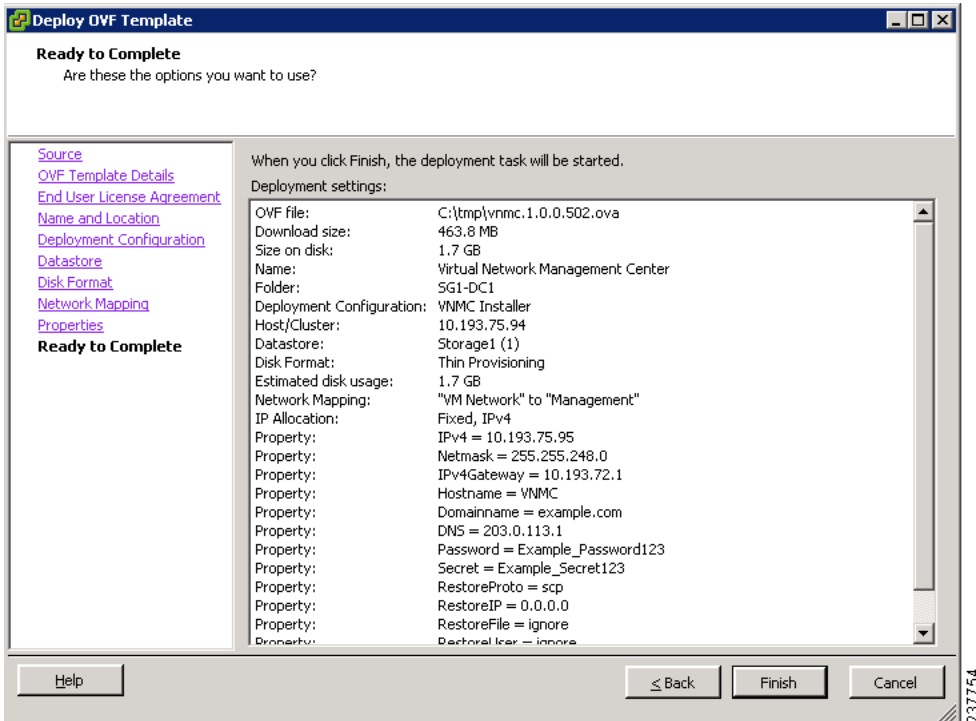 Deploy OVF Template
Ready to Complete
Are these the options you want to use?
Source
OVF Template Details
End User License Agreement
Name and Location
Deployment Configuration
Datastore
Disk Format
Network Mapping
Properties
Ready to Complete
When you click Finish, the deployment task will be started.
Deployment settings:
OVF file: C:\tmp\vnmc.1.0.0.502.ova
Download size: 463.8 MB
Size on disk: 1.7 GB
Name: Virtual Network Management Center
Folder: SG1-DC1
Deployment Configuration: VNMC Installer
Host/Cluster: 10.193.75.94
Datastore: Storage1 (1)
Disk Format: Thin Provisioning
Estimated disk usage: 1.7 GB
Network Mapping: "VM Network" to "Management"
IP Allocation: Fixed, IPv4
Property: IPv4 = 10.193.75.95
Property: Netmask = 255.255.248.0
Property: IPv4Gateway = 10.193.72.1
Property: Hostname = VNMC
Property: Domainname = example.com
Property: DNS = 203.0.113.1
Property: Password = Example_Password123
Property: Secret = Example_Secret123
Property: RestoreProto = scp
Property: RestoreIP = 0.0.0.0
Property: RestoreFile = ignore
Property: RestoreUser = ignore
Help
≤ Back
Finish
Cancel
237754